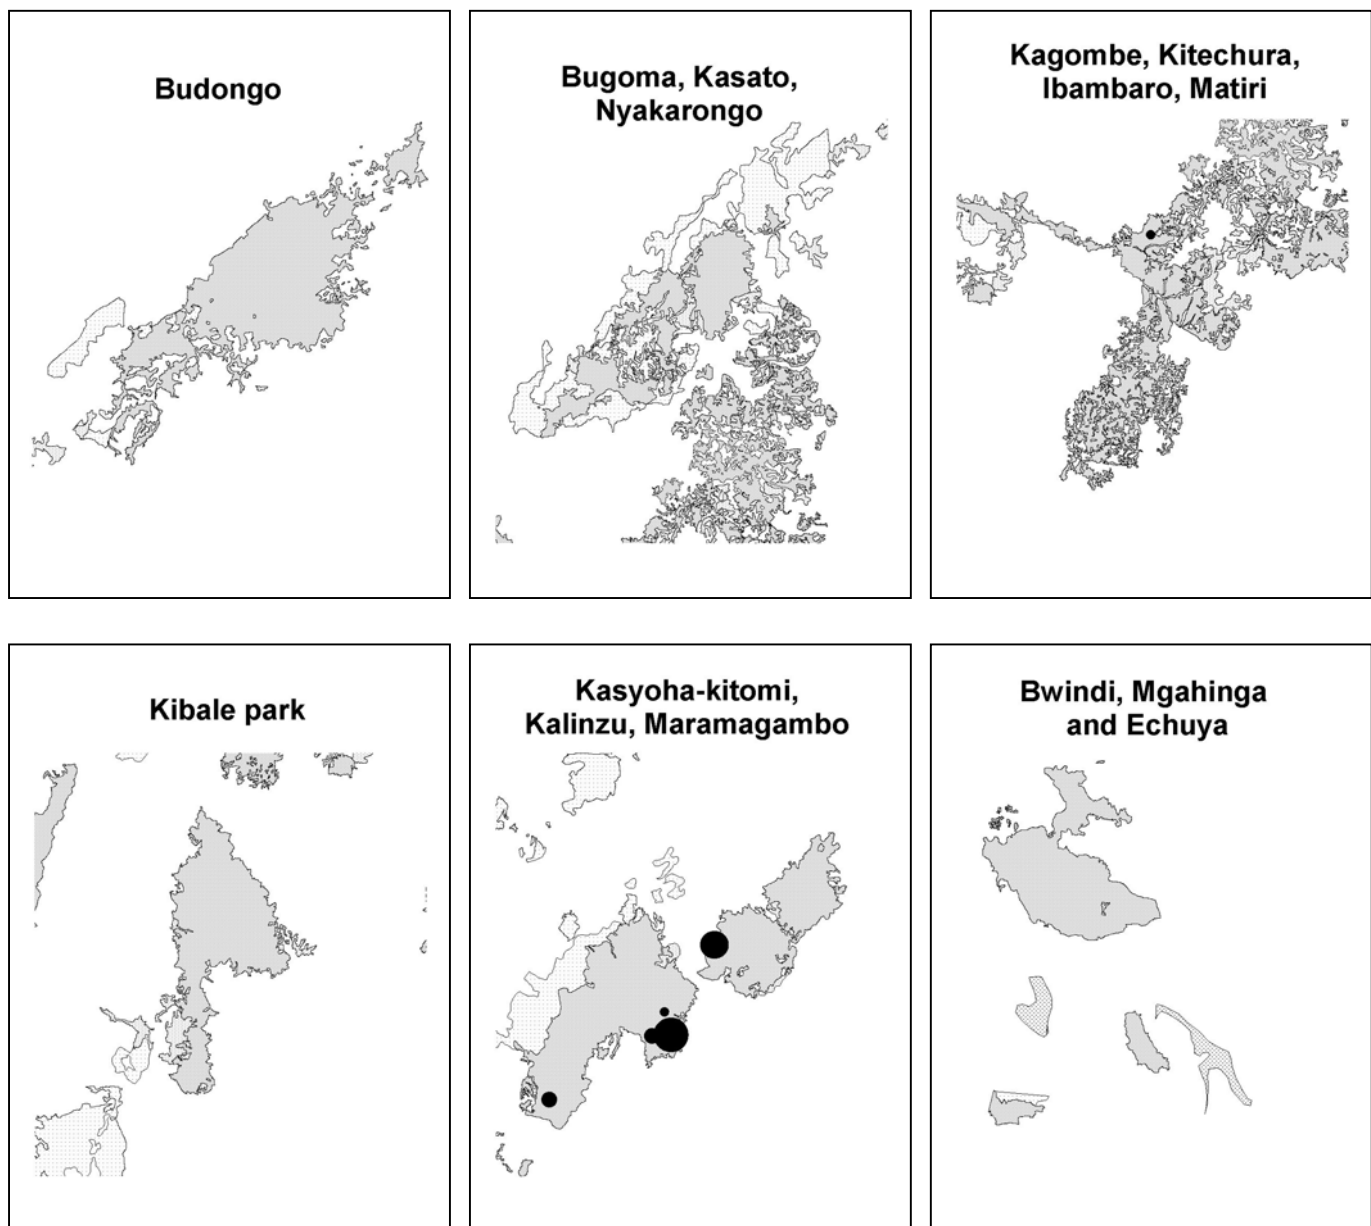 Budongo
Bugoma, Kasato,
Nyakarongo
Kagombe, Kitechura,
Ibambaro, Matiri
Kibale park
Kasyoha-kitomi,
Kalinzu, Maramagambo
Bwindi, Mgahinga
and Echuya